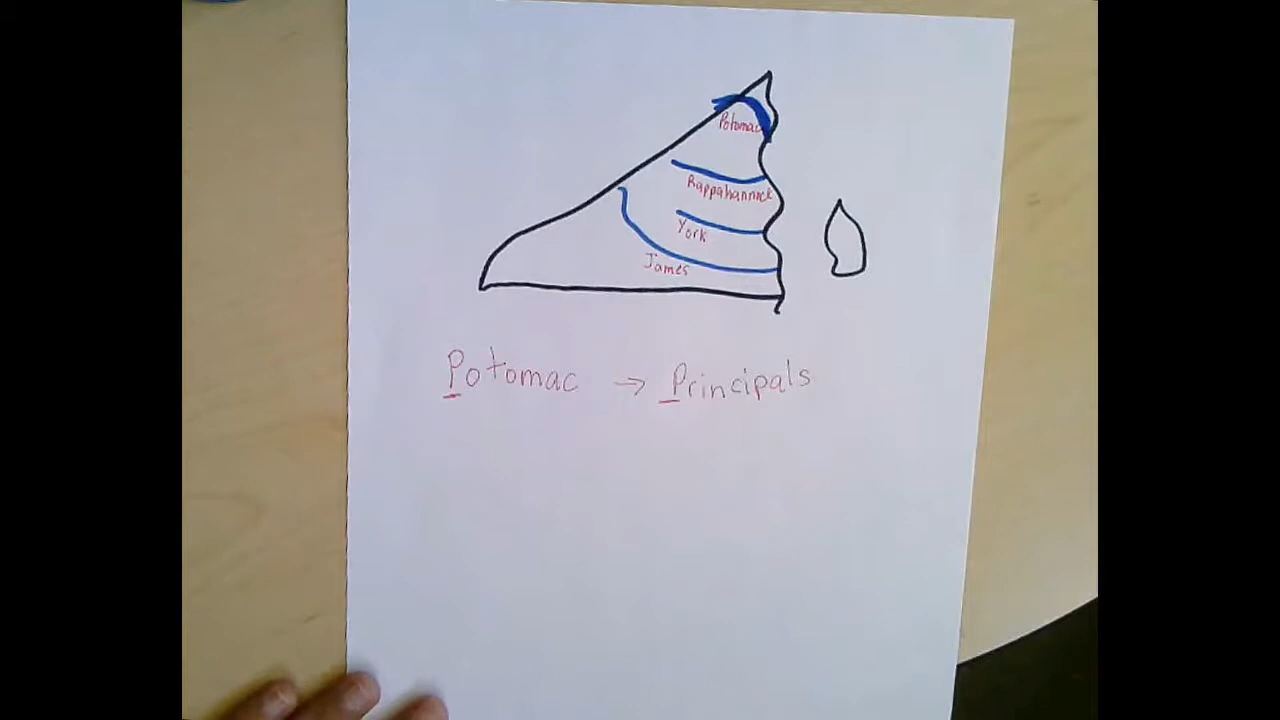 Potomac
Rappahannock
York
James
Potomac → Principals